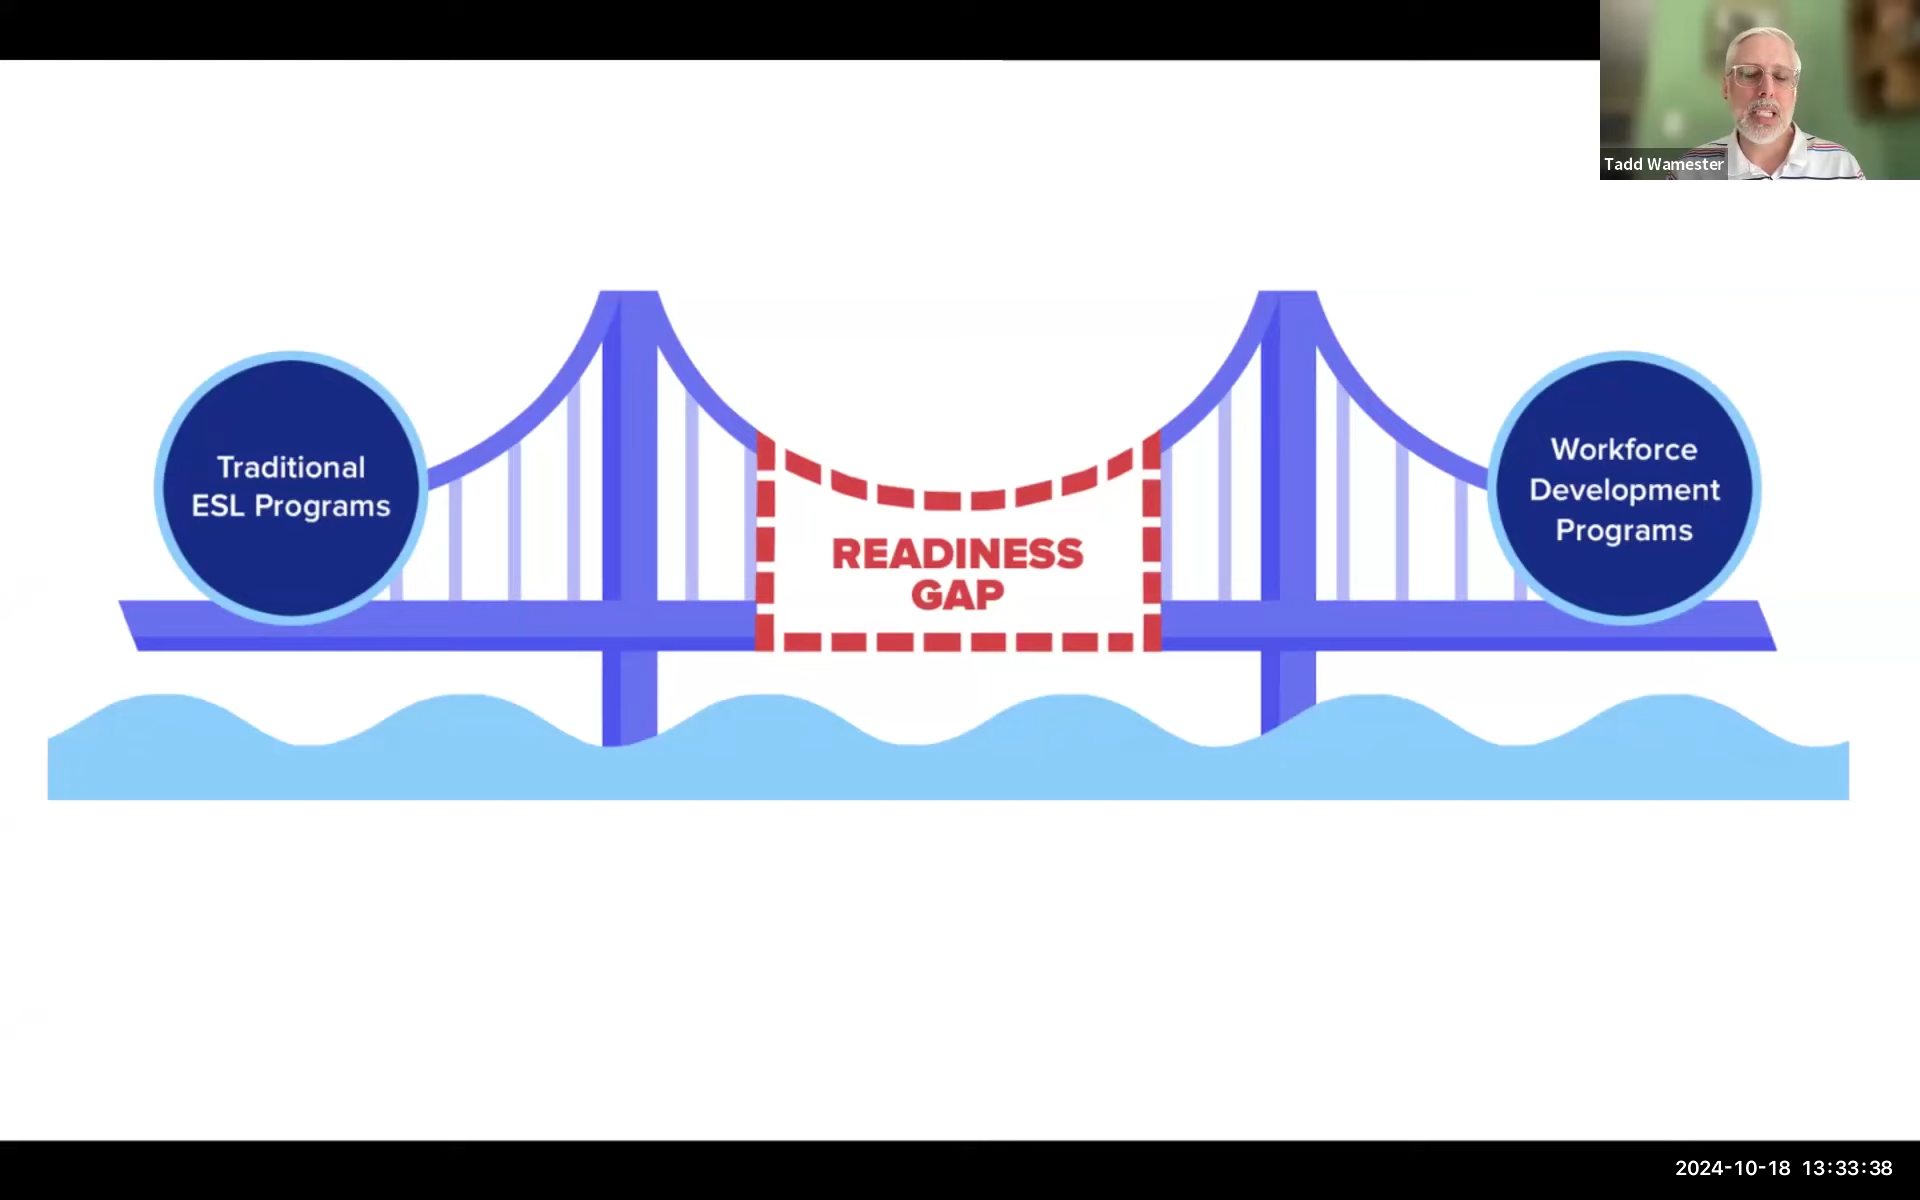 Tadd Wamester
Traditional
ESL Programs
READINESS
GAP
Workforce
Development
Programs
2024-10-18 13:33:38